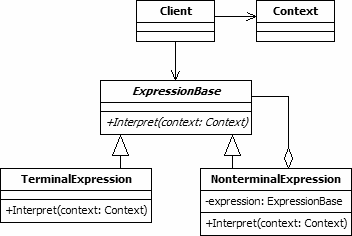 Client
Context
ExpressionBase
+Interpret(context: Context)
TerminalExpression
+Interpret(context: Context)
NonterminalExpression
-expression: ExpressionBase
+Interpret(context: Context)